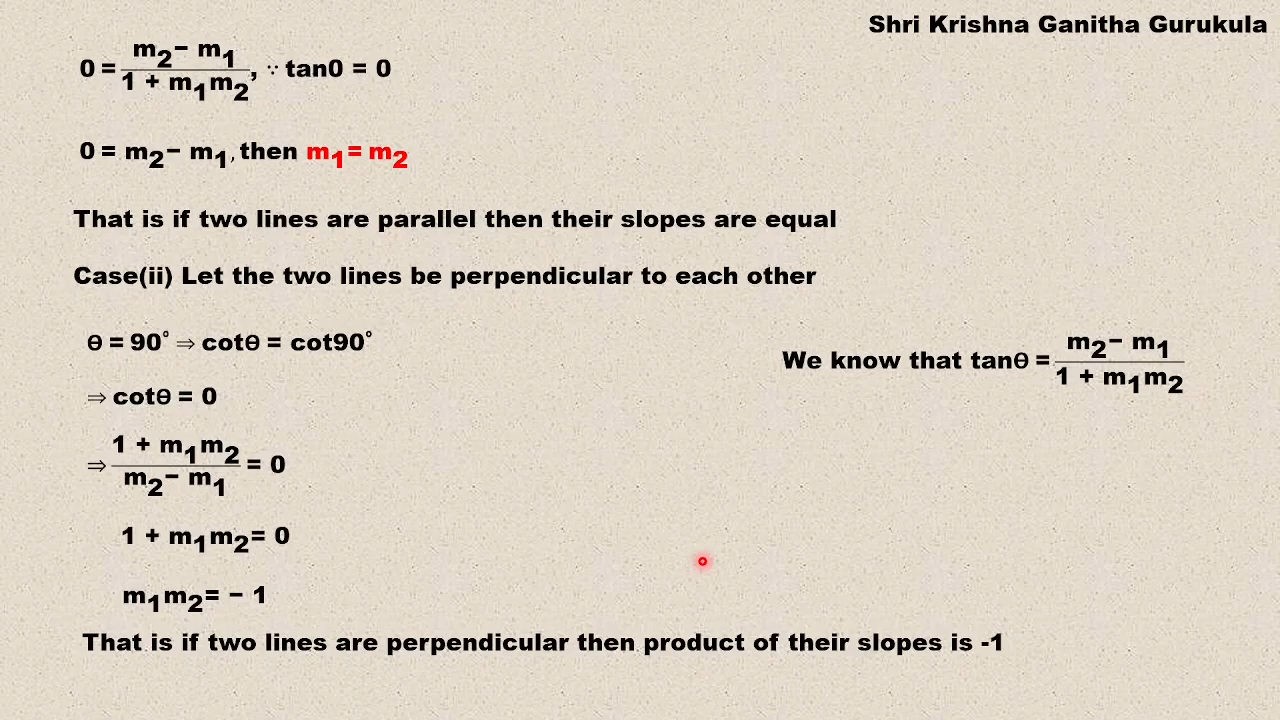 Shri Krishna Ganitha Gurukula
0 = (m₂ − m₁)/(1 + m₁m₂), ∵ tan0 = 0
0 = m₂ − m₁, then m₁ = m₂
That is if two lines are parallel then their slopes are equal
Case(ii) Let the two lines be perpendicular to each other
θ = 90° ⇒ cotθ = cot90°
We know that tanθ = (m₂ − m₁)/(1 + m₁m₂)
⇒ cotθ = 0
⇒ (1 + m₁m₂)/(m₂ − m₁) = 0
1 + m₁m₂ = 0
m₁m₂ = − 1
That is if two lines are perpendicular then product of their slopes is -1